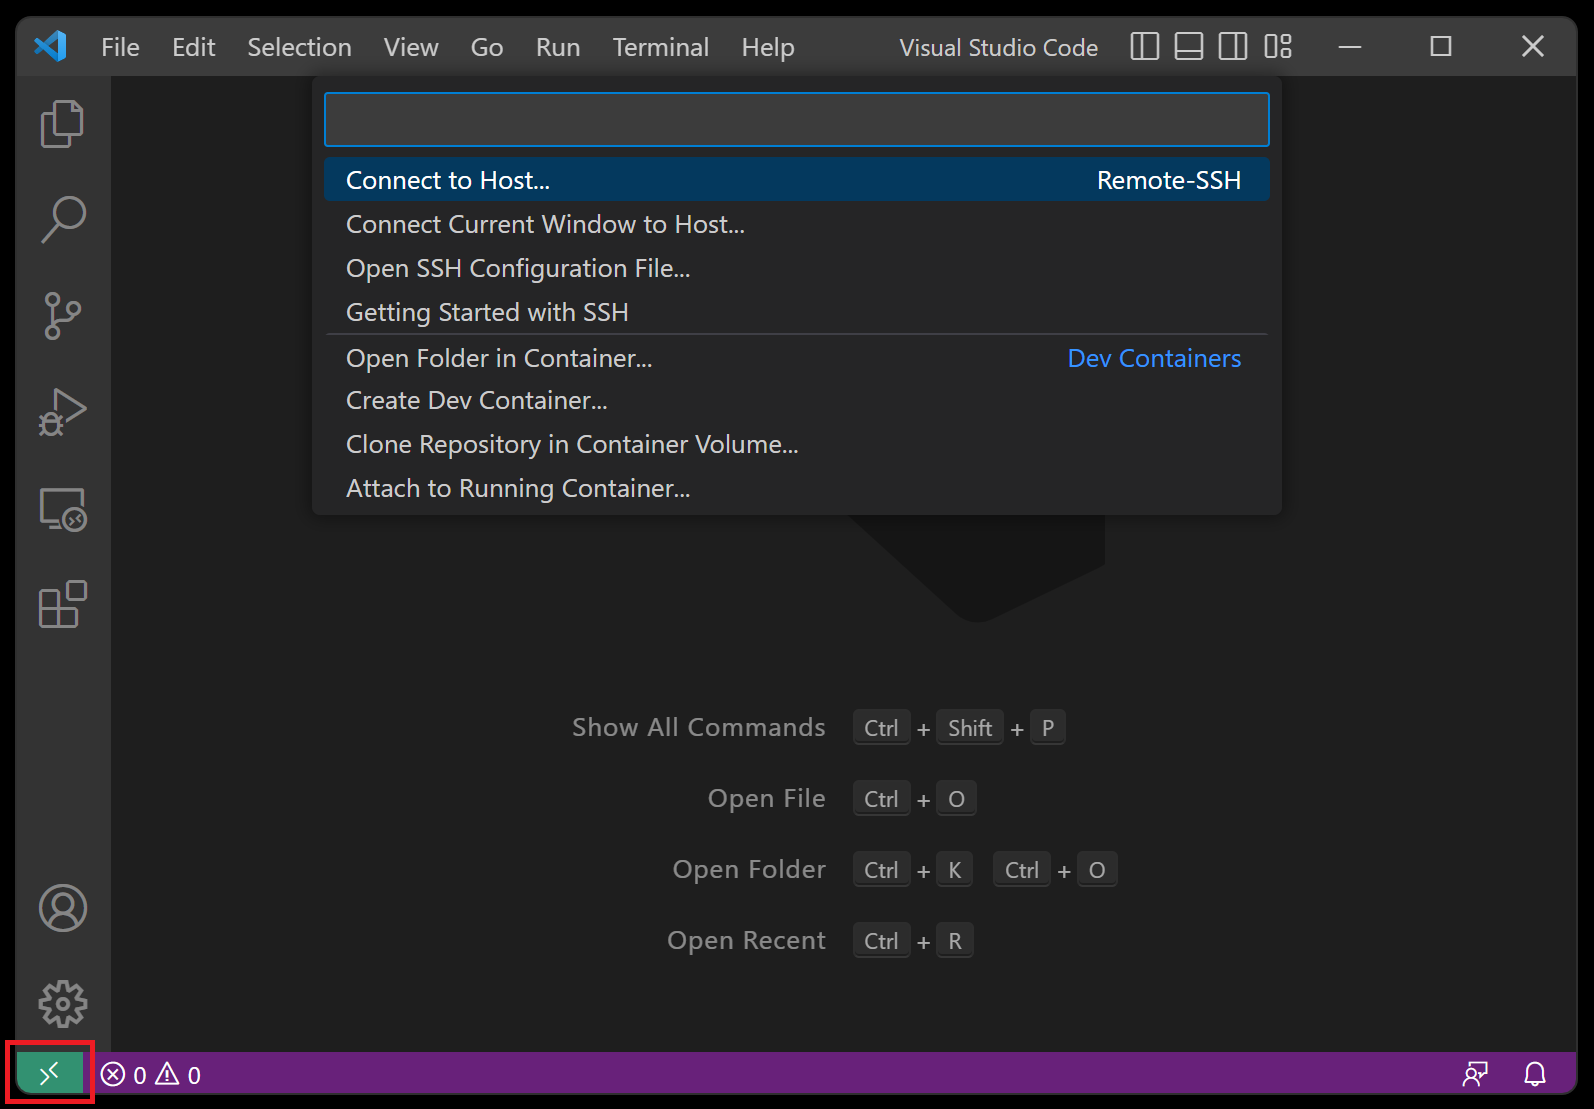 File Edit Selection View Go Run Terminal Help Visual Studio Code
Connect to Host... Remote-SSH
Connect Current Window to Host...
Open SSH Configuration File...
Getting Started with SSH
Open Folder in Container... Dev Containers
Create Dev Container...
Clone Repository in Container Volume...
Attach to Running Container...
Show All Commands Ctrl + Shift + P
Open File Ctrl + O
Open Folder Ctrl + K Ctrl + O
Open Recent Ctrl + R
0 0